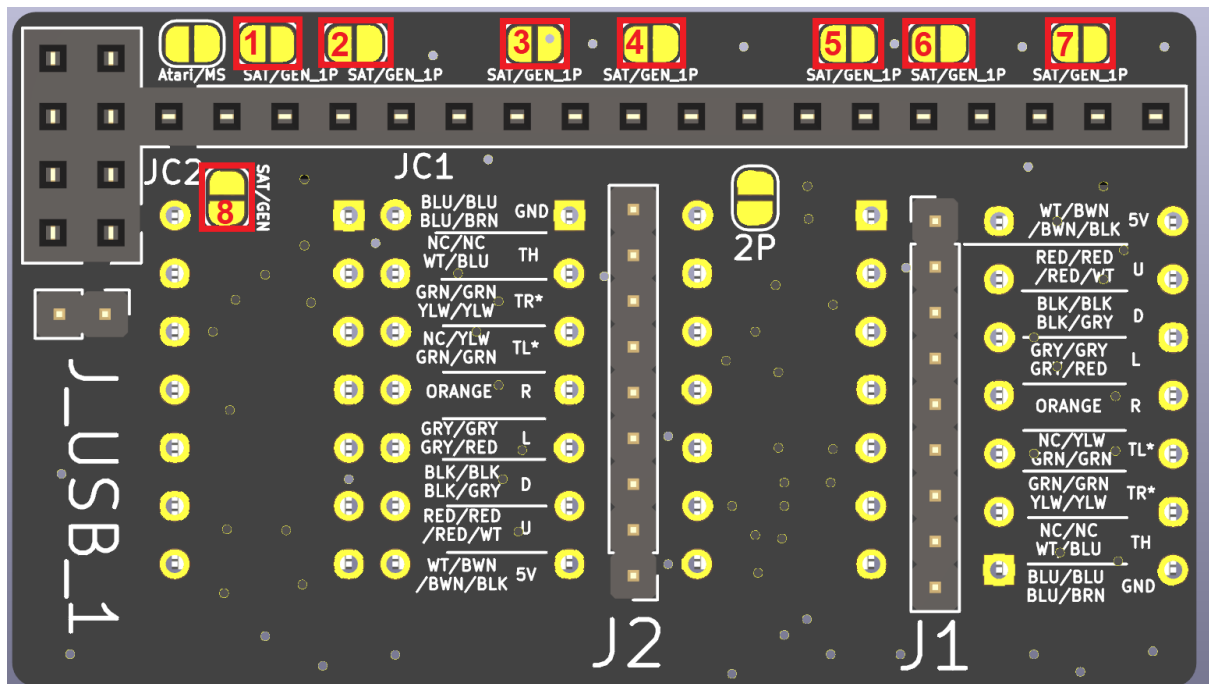 1 2 3 4 5 6 7
Atari/MS SAT/GEN_1P SAT/GEN_1P SAT/GEN_1P SAT/GEN_1P SAT/GEN_1P SAT/GEN_1P SAT/GEN_1P
JC2
8
SAT/GEN
JC1
BLU/BLU
BLU/BRN
GND
NC/NC
WT/BLU
TH
GRN/GRN
YLW/YLW
TR*
NC/YLW
GRN/GRN
TL*
ORANGE R
GRY/GRY
GRY/RED
L
BLK/BLK
BLK/GRY
D
RED/RED
/RED/WT
U
WT/BWN
/BWN/BLK
5V
J2
2P
WT/BWN
/BWN/BLK
5V
RED/RED
/RED/WT
U
BLK/BLK
BLK/GRY
D
GRY/GRY
GRY/RED
L
ORANGE R
NC/YLW
GRN/GRN
TL*
GRN/GRN
YLW/YLW
TR*
NC/NC
WT/BLU
TH
BLU/BLU
BLU/BRN
GND
J1
J_USB_1